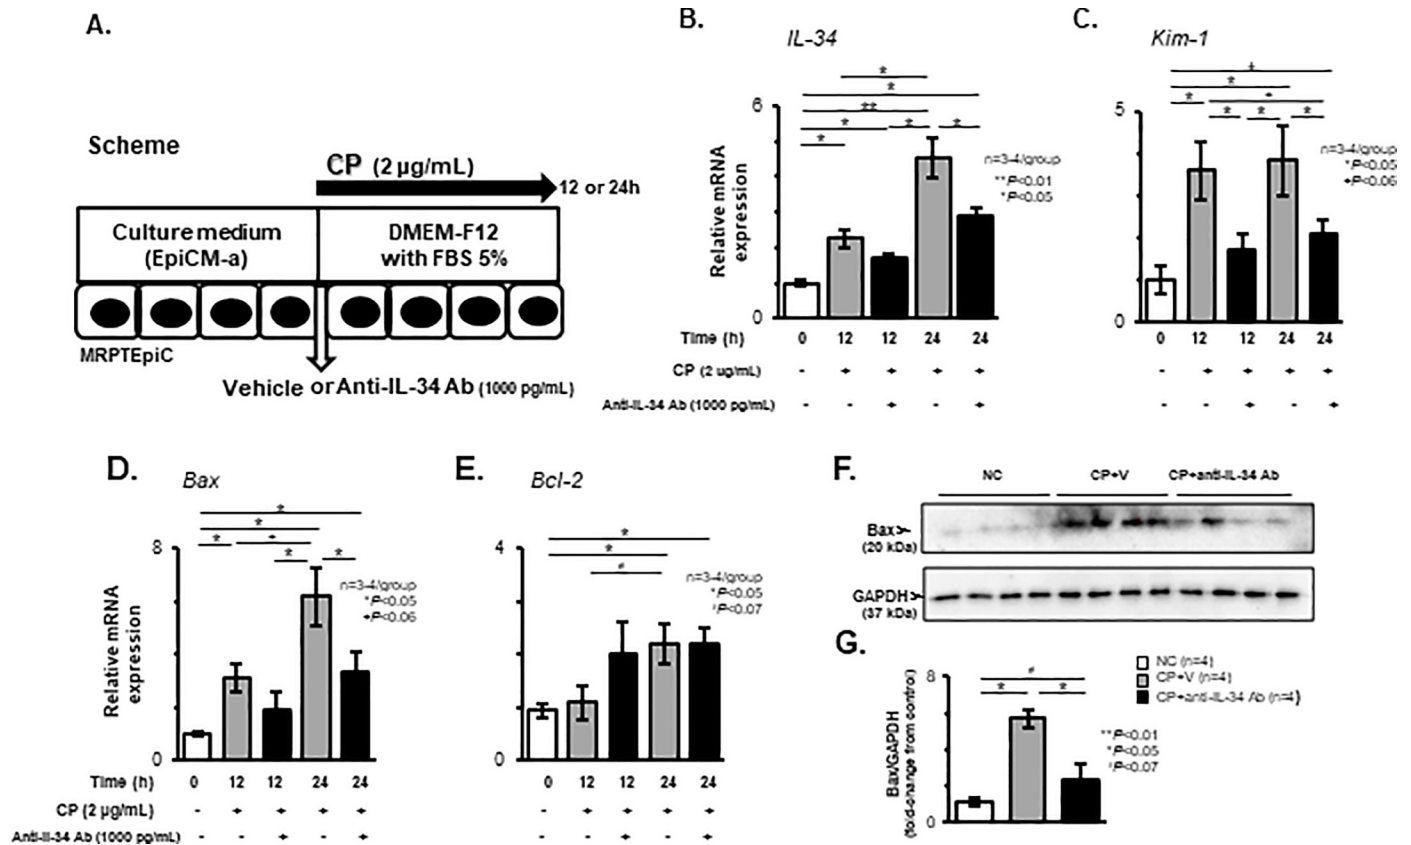 A.
Scheme
CP (2 µg/mL)
12 or 24h
Culture medium
(EpiCM-a)
DMEM-F12
with FBS 5%
MRPTEpiC
Vehicle or Anti-IL-34 Ab (1000 pg/mL)
B.
IL-34
*
*
**
*
*
*
*
6
0
Relative mRNA
expression
n=3-4/group
**P<0.01
*P<0.05
Time (h)
0 12 12 24 24
CP (2 ug/mL)
- + + + +
Anti-IL-34 Ab (1000 pg/mL)
- - + - +
C.
Kim-1
+
*
*
+
*
*
*
5
0
n=3-4/group
*P<0.05
+P<0.06
0 12 12 24 24
- + + + +
- - + - +
D.
Bax
*
*
*
+
*
*
8
0
Relative mRNA
expression
n=3-4/group
*P<0.05
+P<0.06
Time (h)
0 12 12 24 24
CP (2 µg/mL)
- + + + +
Anti-Il-34 Ab (1000 pg/mL)
- - + - +
E.
Bcl-2
*
*
4
0
n=3-4/group
*P<0.05
P<0.07
0 12 12 24 24
- + + + +
- - + - +
F.
NC
CP+V
CP+anti-IL-34 Ab
Bax>-
(20 kDa)
GAPDH>-
(37 kDa)
G.
*
*
8
0
Bax/GAPDH
(fold-change from control)
NC (n=4)
CP+V (n=4)
CP+anti-IL-34 Ab (n=4)
**P<0.01
*P<0.05
P<0.07